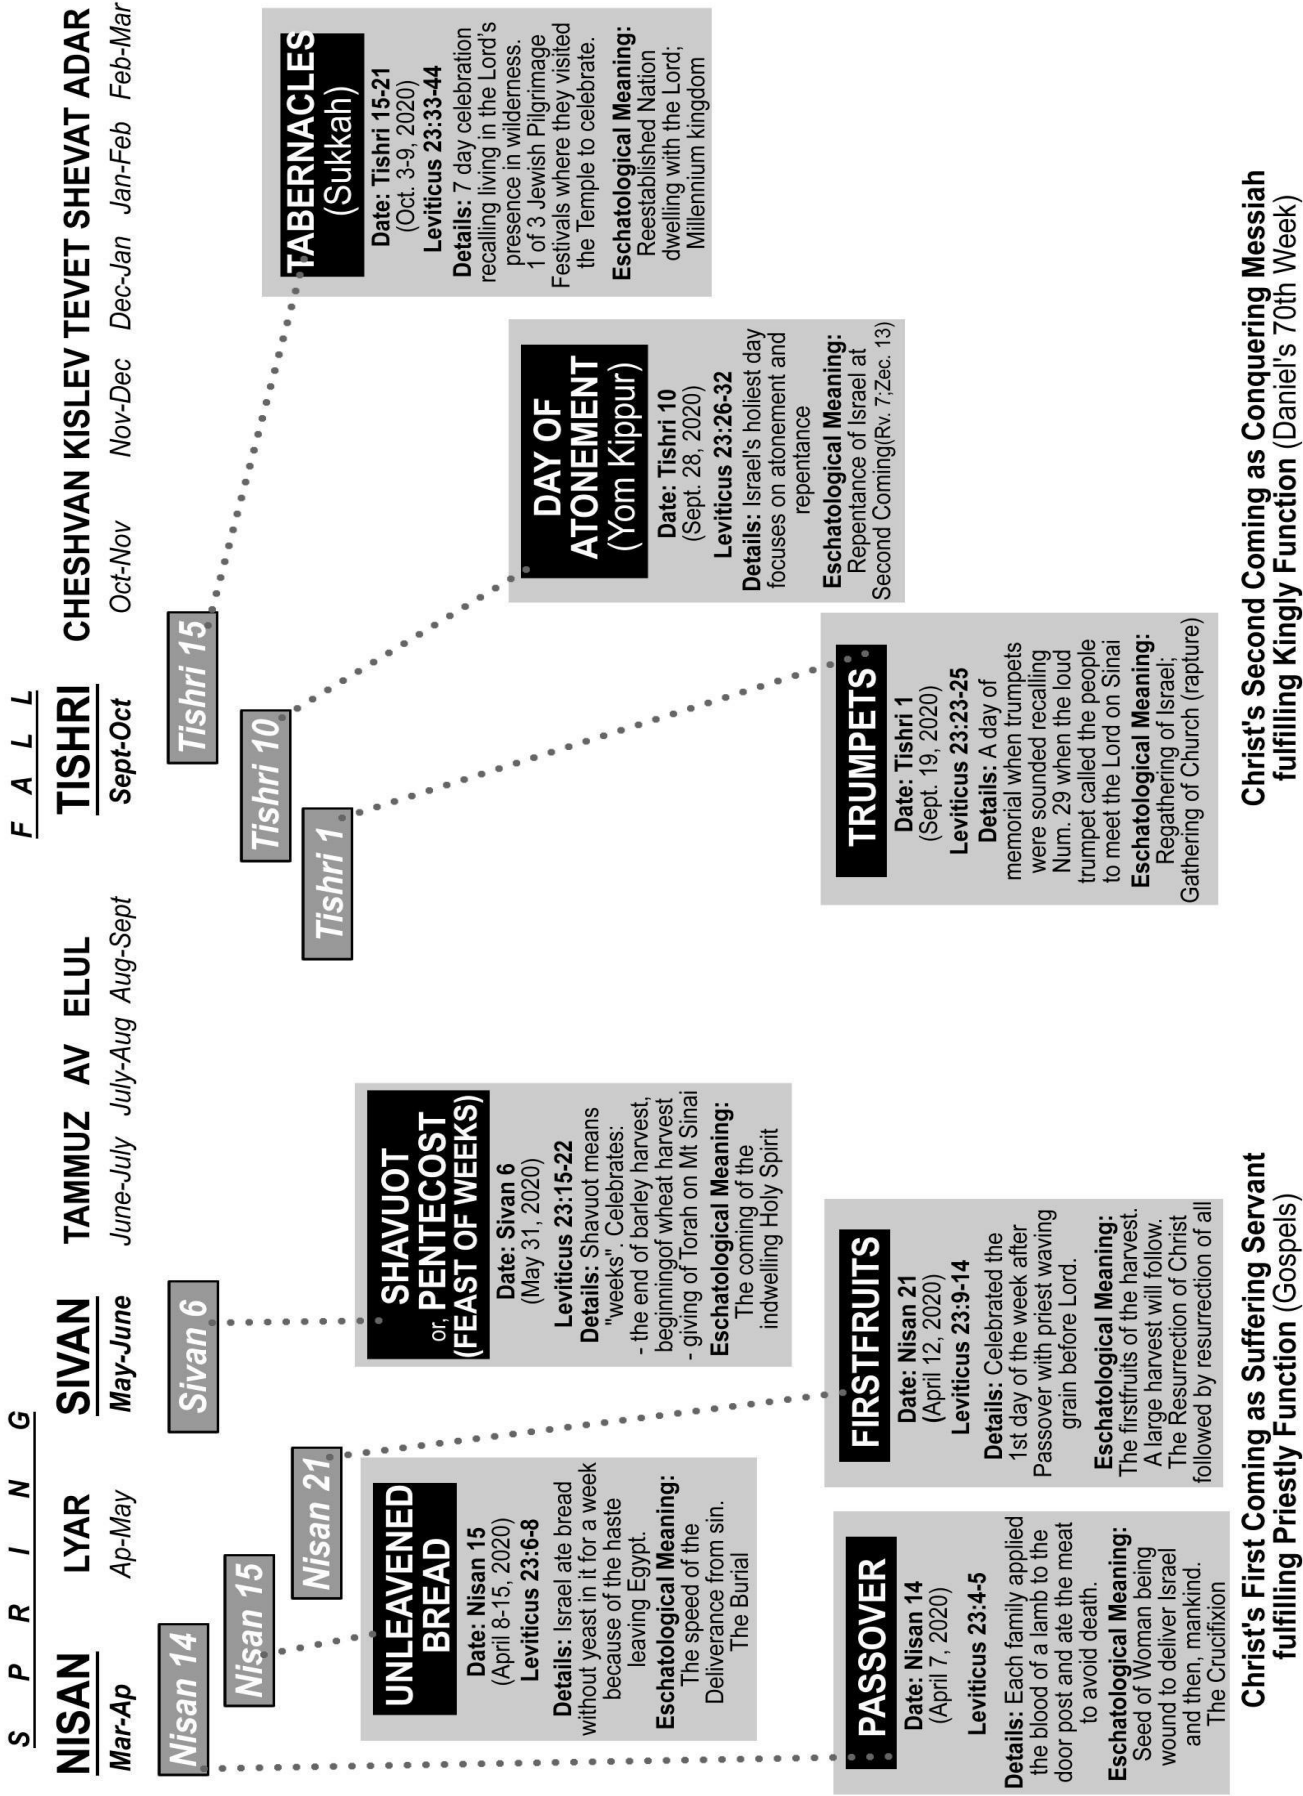 S P R I N G
F A L L
NISAN LYAR SIVAN TAMMUZ AV ELUL TISHRI CHESHVAN KISLEV TEVET SHEVAT ADAR
Mar-Ap Ap-May May-June June-July July-Aug Aug-Sept Sept-Oct Oct-Nov Nov-Dec Dec-Jan Jan-Feb Feb-Mar
Nisan 14
Nisan 15
Nisan 21
Sivan 6
Tishri 1
Tishri 10
Tishri 15
UNLEAVENED
BREAD
Date: Nisan 15
(April 8-15, 2020)
Leviticus 23:6-8
Details: Israel ate bread
without yeast in it for a week
because of the haste
leaving Egypt.
Eschatological Meaning:
The speed of the
Deliverance from sin.
The Burial
SHAVUOT
or, PENTECOST
(FEAST OF WEEKS)
Date: Sivan 6
(May 31, 2020)
Leviticus 23:15-22
Details: Shavuot means
"weeks". Celebrates:
- the end of barley harvest,
beginningof wheat harvest
- giving of Torah on Mt Sinai
Eschatological Meaning:
The coming of the
indwelling Holy Spirit
TABERNACLES
(Sukkah)
Date: Tishri 15-21
(Oct. 3-9, 2020)
Leviticus 23:33-44
Details: 7 day celebration
recalling living in the Lord's
presence in wilderness.
1 of 3 Jewish Pilgrimage
Festivals where they visited
the Temple to celebrate.
Eschatological Meaning:
Reestablished Nation
dwelling with the Lord;
Millennium kingdom
DAY OF
ATONEMENT
(Yom Kippur)
Date: Tishri 10
(Sept. 28, 2020)
Leviticus 23:26-32
Details: Israel's holiest day
focuses on atonement and
repentance
Eschatological Meaning:
Repentance of Israel at
Second Coming(Rv. 7;Zec. 13)
PASSOVER
Date: Nisan 14
(April 7, 2020)
Leviticus 23:4-5
Details: Each family applied
the blood of a lamb to the
door post and ate the meat
to avoid death.
Eschatological Meaning:
Seed of Woman being
wound to deliver Israel
and then, mankind.
The Crucifixion
FIRSTFRUITS
Date: Nisan 21
(April 12, 2020)
Leviticus 23:9-14
Details: Celebrated the
1st day of the week after
Passover with priest waving
grain before Lord.
Eschatological Meaning:
The firstfruits of the harvest.
A large harvest will follow.
The Resurrection of Christ
followed by resurrection of all
TRUMPETS
Date: Tishri 1
(Sept. 19, 2020)
Leviticus 23:23-25
Details: A day of
memorial when trumpets
were sounded recalling
Num. 29 when the loud
trumpet called the people
to meet the Lord on Sinai
Eschatological Meaning:
Regathering of Israel;
Gathering of Church (rapture)
Christ's First Coming as Suffering Servant
fulfilling Priestly Function (Gospels)
Christ's Second Coming as Conquering Messiah
fulfilling Kingly Function (Daniel's 70th Week)